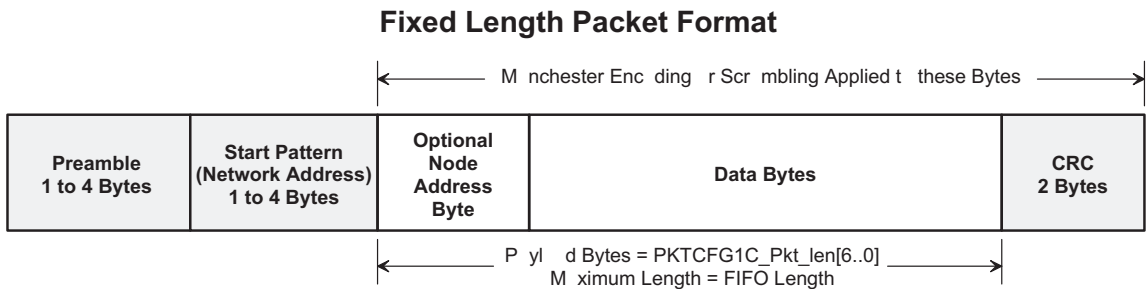 Fixed Length Packet Format
M nchester Enc ding r Scr mbling Applied t these Bytes
Preamble
1 to 4 Bytes
Start Pattern
(Network Address)
1 to 4 Bytes
Optional
Node
Address
Byte
Data Bytes
CRC
2 Bytes
P yl d Bytes = PKTCFG1C_Pkt_len[6..0]
M ximum Length = FIFO Length